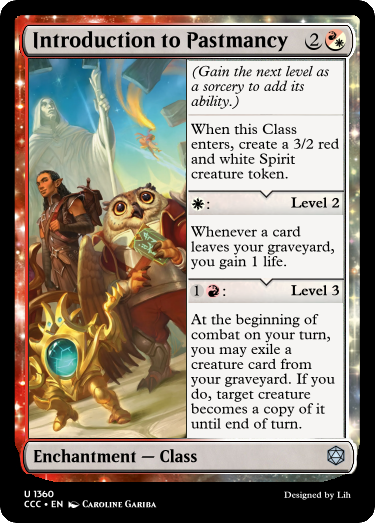 Introduction to Pastmancy 2
(Gain the next level as
a sorcery to add its
ability.)
When this Class
enters, create a 3/2 red
and white Spirit
creature token.
: Level 2
Whenever a card
leaves your graveyard,
you gain 1 life.
1 : Level 3
At the beginning of
combat on your turn,
you may exile a
creature card from
your graveyard. If you
do, target creature
becomes a copy of it
until end of turn.
Enchantment — Class
U 1360
CCC • EN Caroline Gariba
Designed by Lih